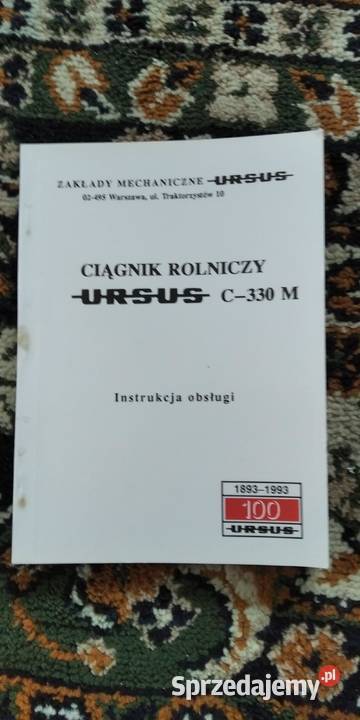 ZAKŁADY MECHANICZNE URSUS
02-495 Warszawa, ul. Traktorzystów 10
CIĄGNIK ROLNICZY
URSUS C-330 M
Instrukcja obsługi
1893-1993
100
URSUS
Sprzedajemy.pl